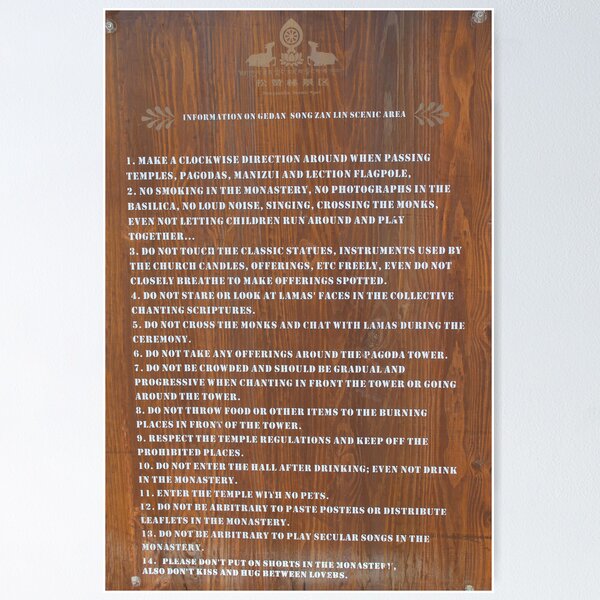 松赞林景区
INFORMATION ON GEDAN SONG ZAN LIN SCENIC AREA
1. MAKE A CLOCKWISE DIRECTION AROUND WHEN PASSING
TEMPLES, PAGODAS, MANIZUI AND LECTION FLAGPOLE,
2. NO SMOKING IN THE MONASTERY, NO PHOTOGRAPHS IN THE
BASILICA, NO LOUD NOISE, SINGING, CROSSING THE MONKS,
EVEN NOT LETTING CHILDREN RUN AROUND AND PLAY
TOGETHER...
3. DO NOT TOUCH THE CLASSIC STATUES, INSTRUMENTS USED BY
THE CHURCH CANDLES, OFFERINGS, ETC FREELY, EVEN DO NOT
CLOSELY BREATHE TO MAKE OFFERINGS SPOTTED.
4. DO NOT STARE OR LOOK AT LAMAS' FACES IN THE COLLECTIVE
CHANTING SCRIPTURES.
5. DO NOT CROSS THE MONKS AND CHAT WITH LAMAS DURING THE
CEREMONY.
6. DO NOT TAKE ANY OFFERINGS AROUND THE PAGODA TOWER.
7. DO NOT BE CROWDED AND SHOULD BE GRADUAL AND
PROGRESSIVE WHEN CHANTING IN FRONT THE TOWER OR GOING
AROUND THE TOWER.
8. DO NOT THROW FOOD OR OTHER ITEMS TO THE BURNING
PLACES IN FRONT OF THE TOWER.
9. RESPECT THE TEMPLE REGULATIONS AND KEEP OFF THE
PROHIBITED PLACES.
10. DO NOT ENTER THE HALL AFTER DRINKING; EVEN NOT DRINK
IN THE MONASTERY.
11. ENTER THE TEMPLE WITH NO PETS.
12. DO NOT BE ARBITRARY TO PASTE POSTERS OR DISTRIBUTE
LEAFLETS IN THE MONASTERY.
13. DO NOT BE ARBITRARY TO PLAY SECULAR SONGS IN THE
MONASTERY.
14. PLEASE DON'T PUT ON SHORTS IN THE MONASTERY,
ALSO DON'T KISS AND HUG BETWEEN LOVERS.